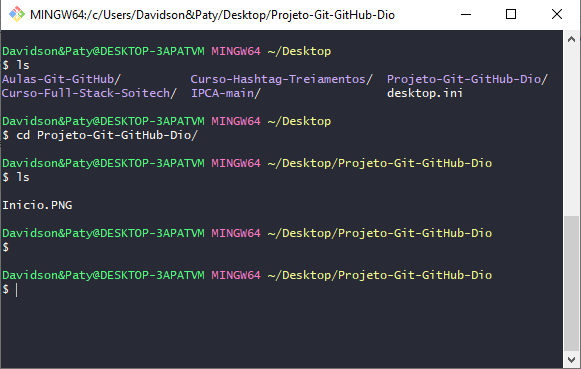 MINGW64:/c/Users/Davidson&Paty/Desktop/Projeto-Git-GitHub-Dio
Davidson&Paty@DESKTOP-3APATVM MINGW64 ~/Desktop
$ ls
Aulas-Git-GitHub/ Curso-Hashtag-Treiamentos/ Projeto-Git-GitHub-Dio/
Curso-Full-Stack-Soitech/ IPCA-main/ desktop.ini
Davidson&Paty@DESKTOP-3APATVM MINGW64 ~/Desktop
$ cd Projeto-Git-GitHub-Dio/
Davidson&Paty@DESKTOP-3APATVM MINGW64 ~/Desktop/Projeto-Git-GitHub-Dio
$ ls
Inicio.PNG
Davidson&Paty@DESKTOP-3APATVM MINGW64 ~/Desktop/Projeto-Git-GitHub-Dio
$
Davidson&Paty@DESKTOP-3APATVM MINGW64 ~/Desktop/Projeto-Git-GitHub-Dio
$